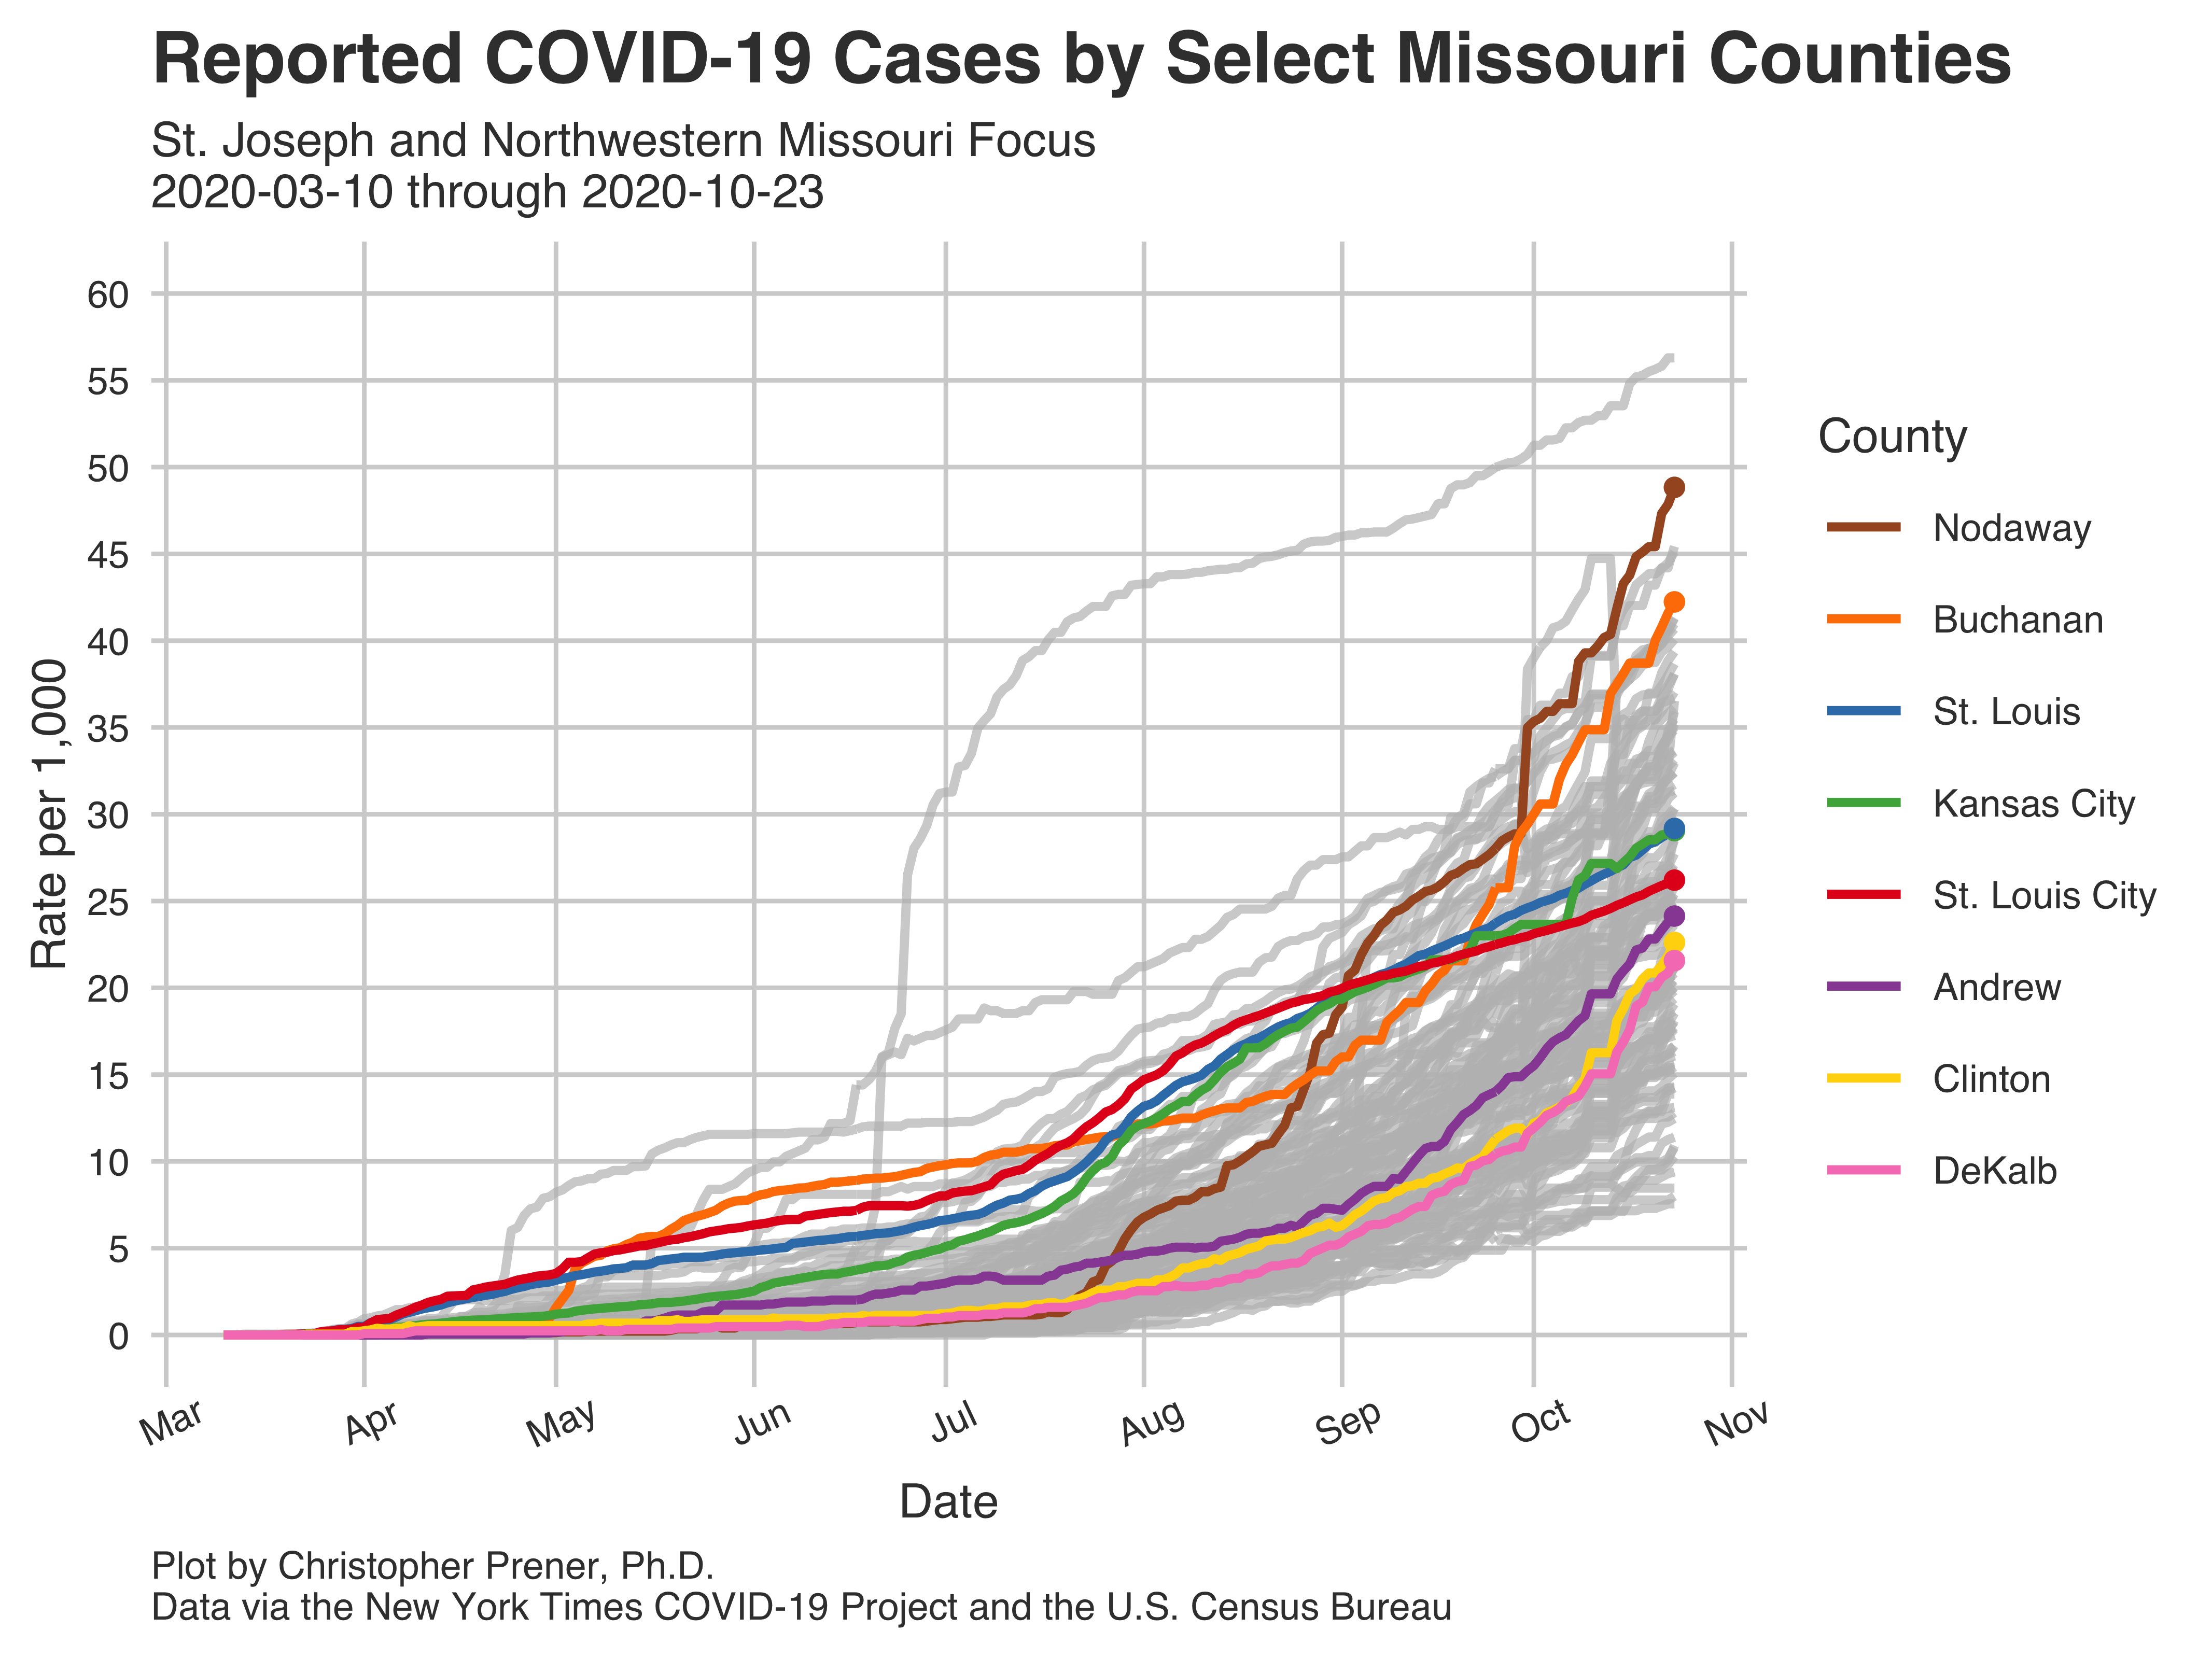 Reported COVID-19 Cases by Select Missouri Counties
St. Joseph and Northwestern Missouri Focus
2020-03-10 through 2020-10-23
60
55
50
45
40
35
30
25
20
15
10
5
0
Rate per 1,000
Mar
Apr
May
Jun
Jul
Aug
Sep
Oct
Nov
Date
County
Nodaway
Buchanan
St. Louis
Kansas City
St. Louis City
Andrew
Clinton
DeKalb
Plot by Christopher Prener, Ph.D.
Data via the New York Times COVID-19 Project and the U.S. Census Bureau